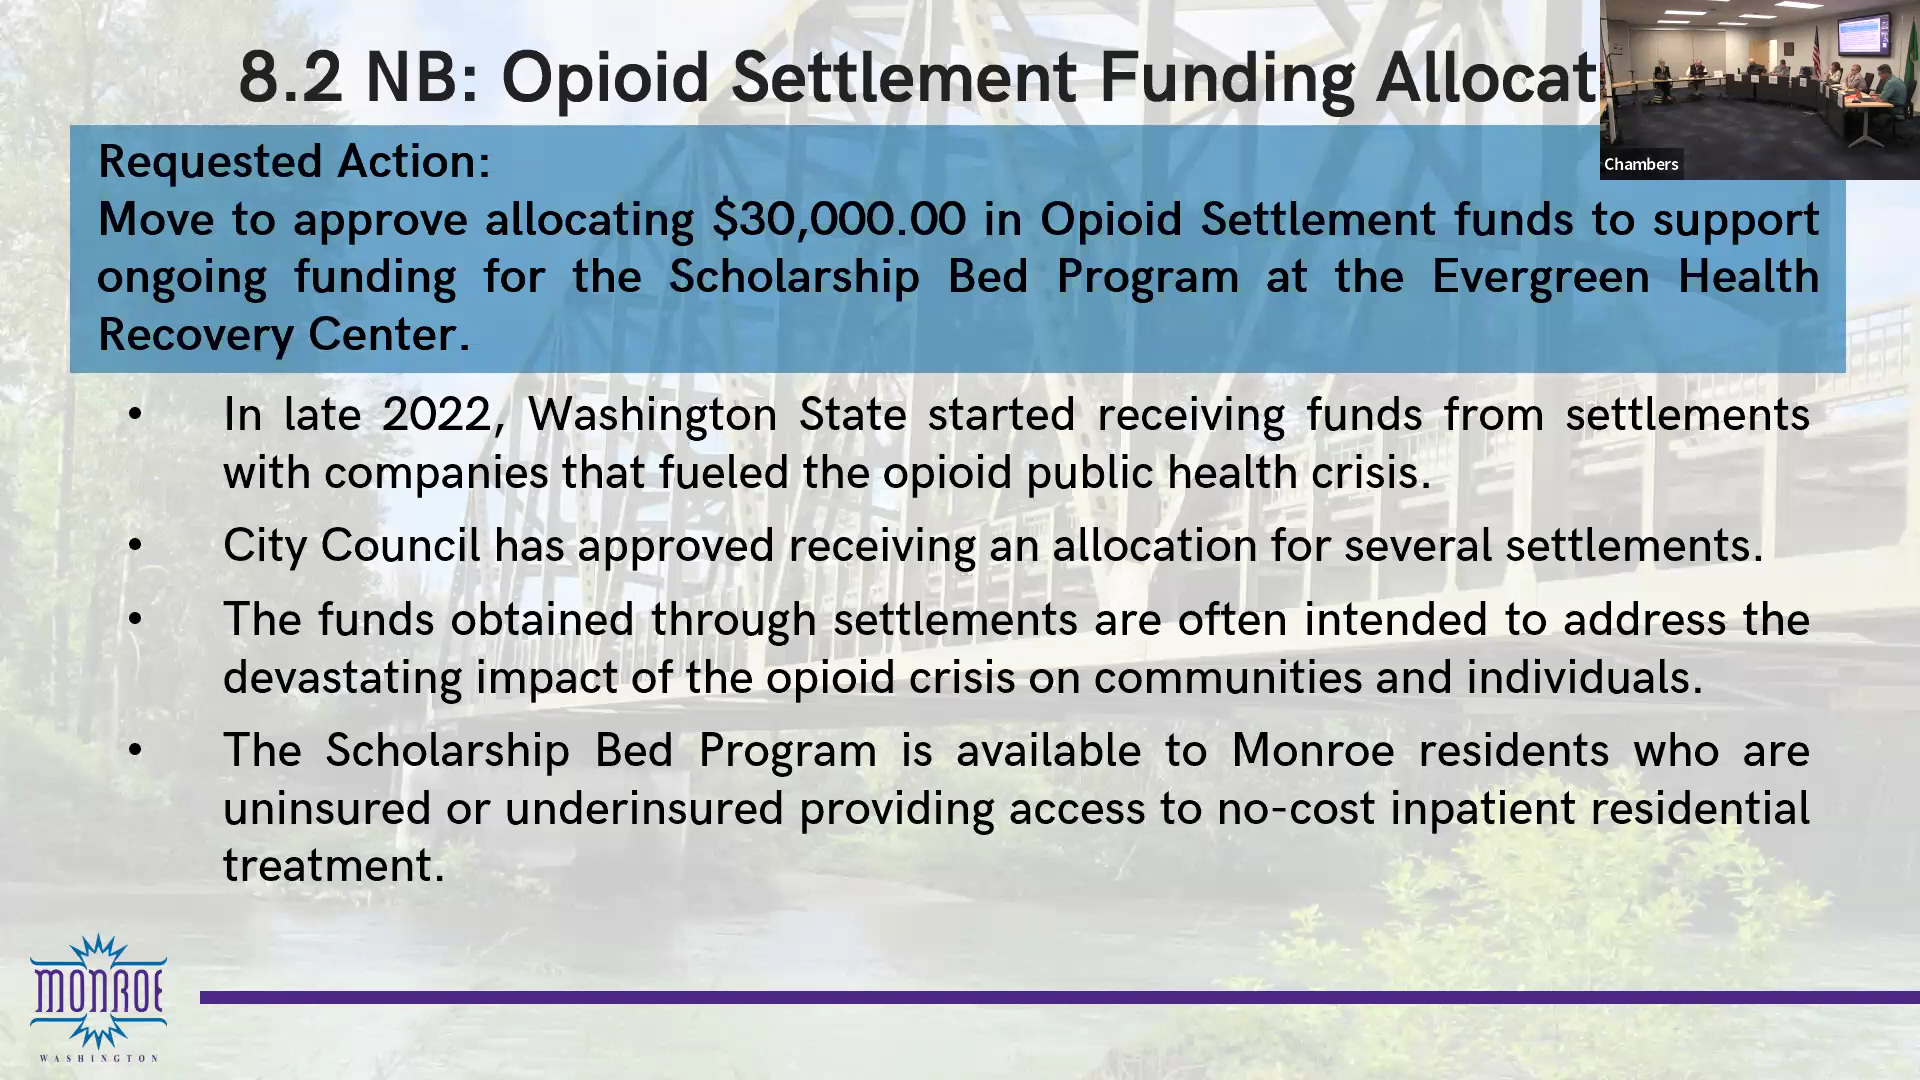 8.2 NB: Opioid Settlement Funding Allocat
Chambers
Requested Action:
Move to approve allocating $30,000.00 in Opioid Settlement funds to support
ongoing funding for the Scholarship Bed Program at the Evergreen Health
Recovery Center.
• In late 2022, Washington State started receiving funds from settlements
with companies that fueled the opioid public health crisis.
• City Council has approved receiving an allocation for several settlements.
• The funds obtained through settlements are often intended to address the
devastating impact of the opioid crisis on communities and individuals.
• The Scholarship Bed Program is available to Monroe residents who are
uninsured or underinsured providing access to no-cost inpatient residential
treatment.
MONROE
WASHINGTON